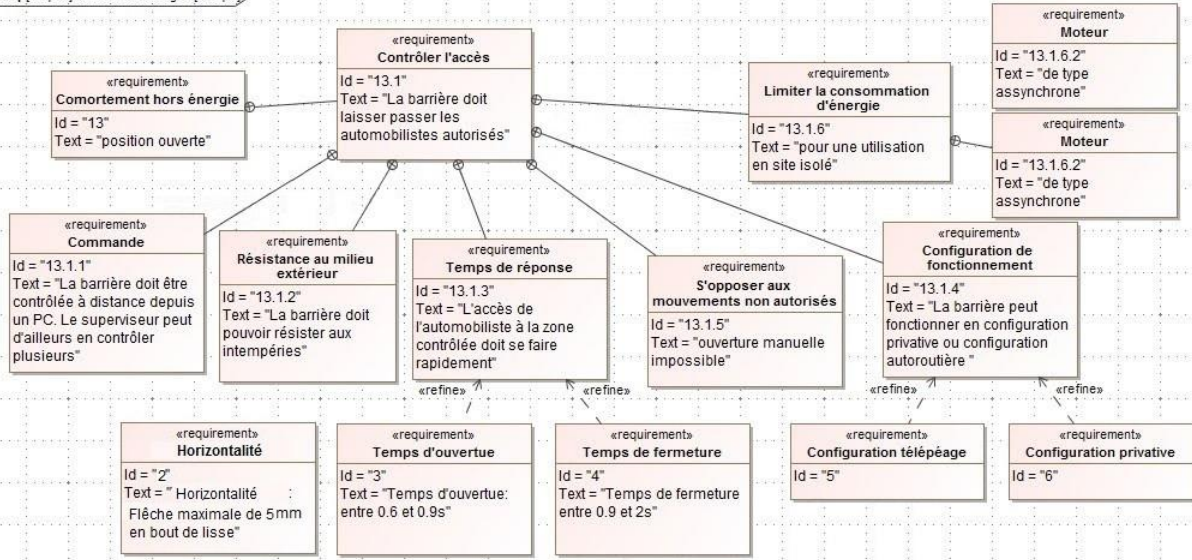 «requirement»
Contrôler l'accès
Id = "13.1"
Text = "La barrière doit
laisser passer les
automobilistes autorisés"
«requirement»
Comortement hors énergie
Id = "13"
Text = "position ouverte"
«requirement»
Limiter la consommation
d'énergie
Id = "13.1.6"
Text = "pour une utilisation
en site isolé"
«requirement»
Moteur
Id = "13.1.6.2"
Text = "de type
assynchrone"
«requirement»
Moteur
Id = "13.1.6.2"
Text = "de type
assynchrone"
«requirement»
Commande
Id = "13.1.1"
Text = "La barrière doit être
contrôlée à distance depuis
un PC. Le superviseur peut
d'ailleurs en contrôler
plusieurs"
«requirement»
Résistance au milieu
extérieur
Id = "13.1.2"
Text = "La barrière doit
pouvoir résister aux
intempéries"
«requirement»
Temps de réponse
Id = "13.1.3"
Text = "L'accès de
l'automobiliste à la zone
contrôlée doit se faire
rapidement"
«requirement»
S'opposer aux
mouvements non autorisés
Id = "13.1.5"
Text = "ouverture manuelle
impossible"
«requirement»
Configuration de
fonctionnement
Id = "13.1.4"
Text = "La barrière peut
fonctionner en configuration
privative ou configuration
autoroutière "
«refine»
«refine»
«refine»
«refine»
«requirement»
Horizontalité
Id = "2"
Text = " Horizontalité :
Flêche maximale de 5mm
en bout de lisse"
«requirement»
Temps d'ouvertue
Id = "3"
Text = "Temps d'ouvertue:
entre 0.6 et 0.9s"
«requirement»
Temps de fermeture
Id = "4"
Text = "Temps de fermeture
entre 0.9 et 2s"
«requirement»
Configuration télépéage
Id = "5"
«requirement»
Configuration privative
Id = "6"